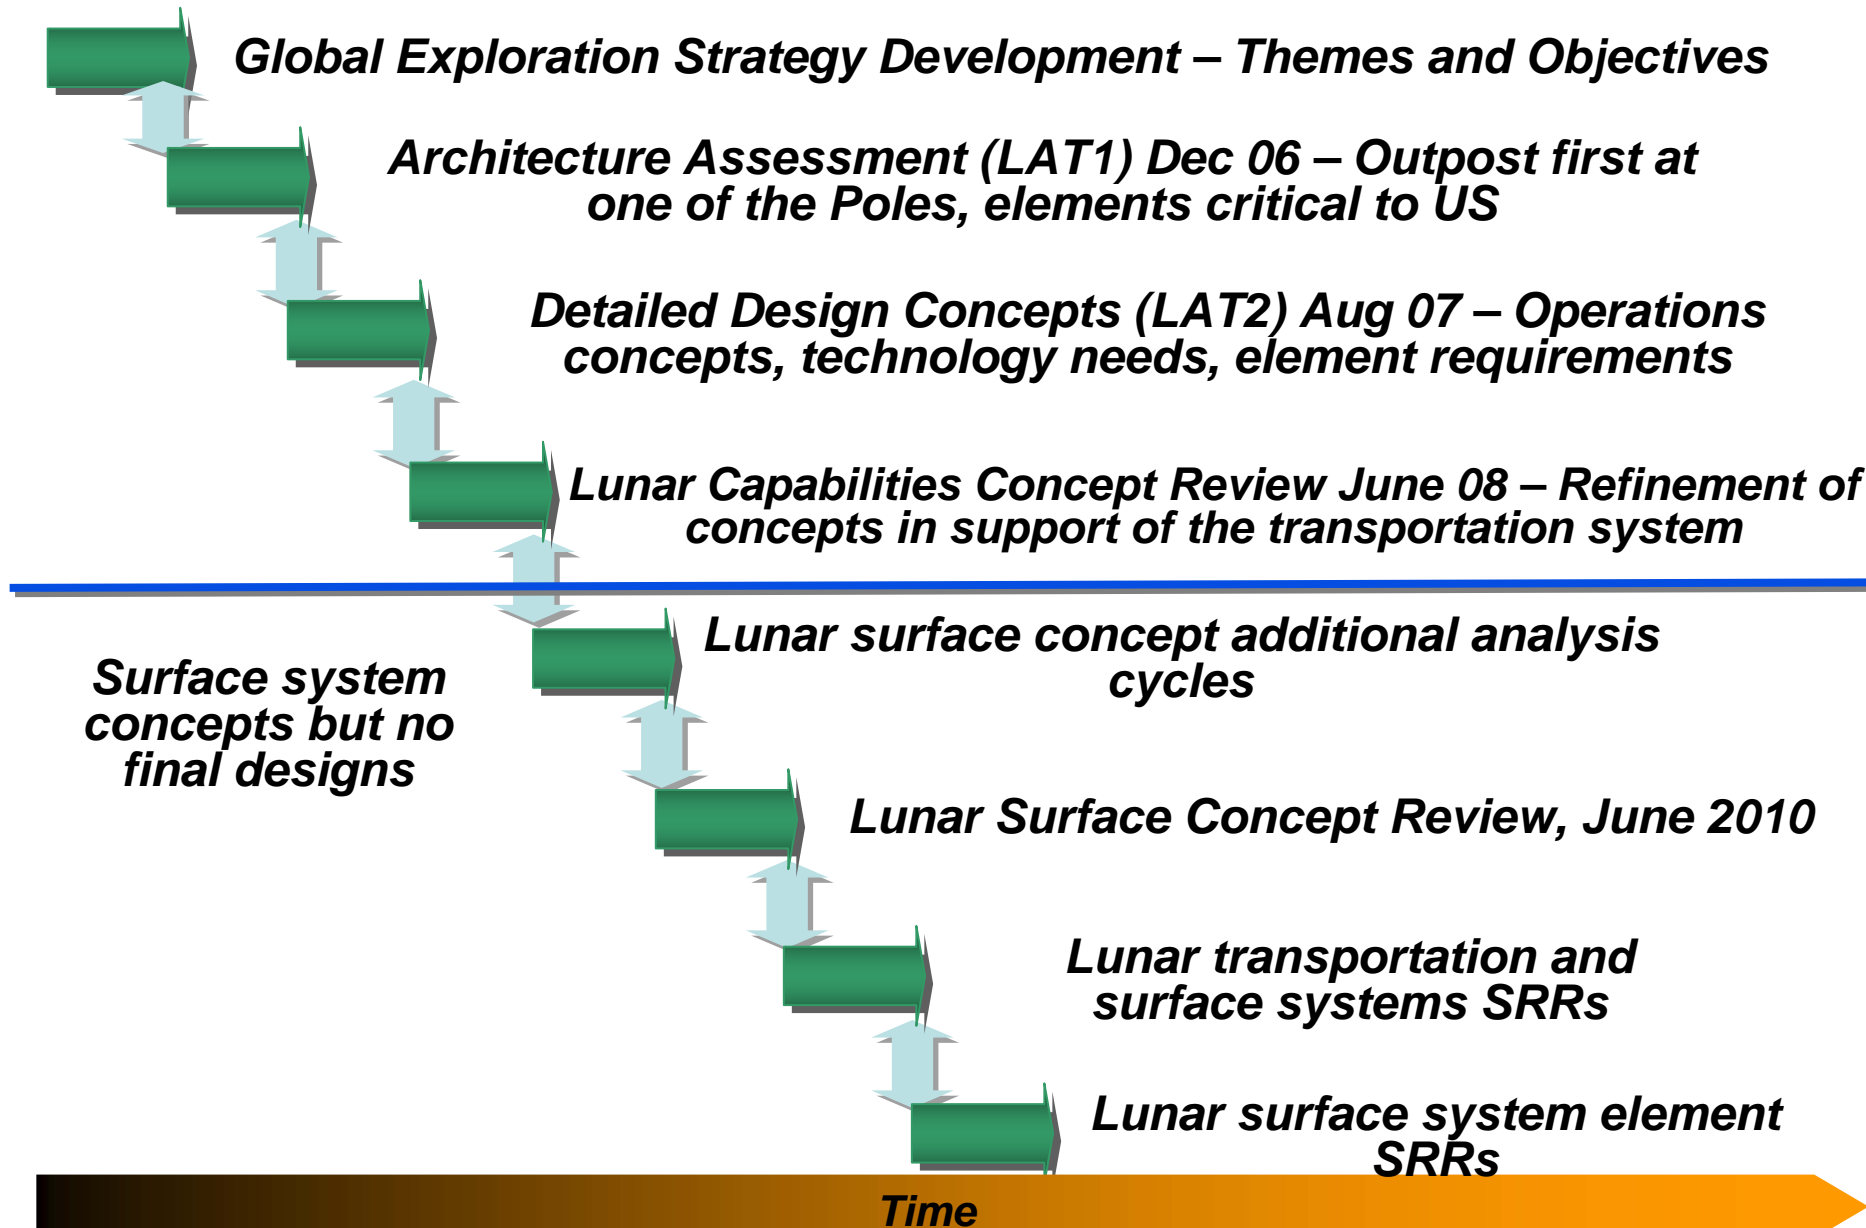 Global Exploration Strategy Development – Themes and Objectives
Architecture Assessment (LAT1) Dec 06 – Outpost first at
one of the Poles, elements critical to US
Detailed Design Concepts (LAT2) Aug 07 – Operations
concepts, technology needs, element requirements
Lunar Capabilities Concept Review June 08 – Refinement of
concepts in support of the transportation system
Lunar surface concept additional analysis
cycles
Surface system
concepts but no
final designs
Lunar Surface Concept Review, June 2010
Lunar transportation and
surface systems SRRs
Lunar surface system element
SRRs
Time